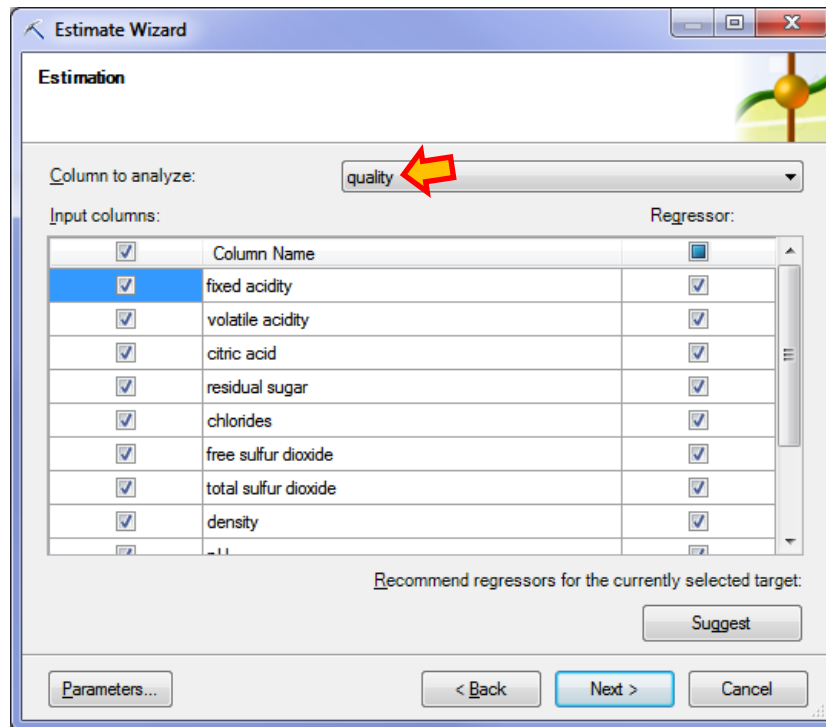 Estimate Wizard
Estimation
Column to analyze:
quality
Input columns: Regressor:
Column Name
fixed acidity
volatile acidity
citric acid
residual sugar
chlorides
free sulfur dioxide
total sulfur dioxide
density
Recommend regressors for the currently selected target:
Suggest
Parameters... < Back Next > Cancel